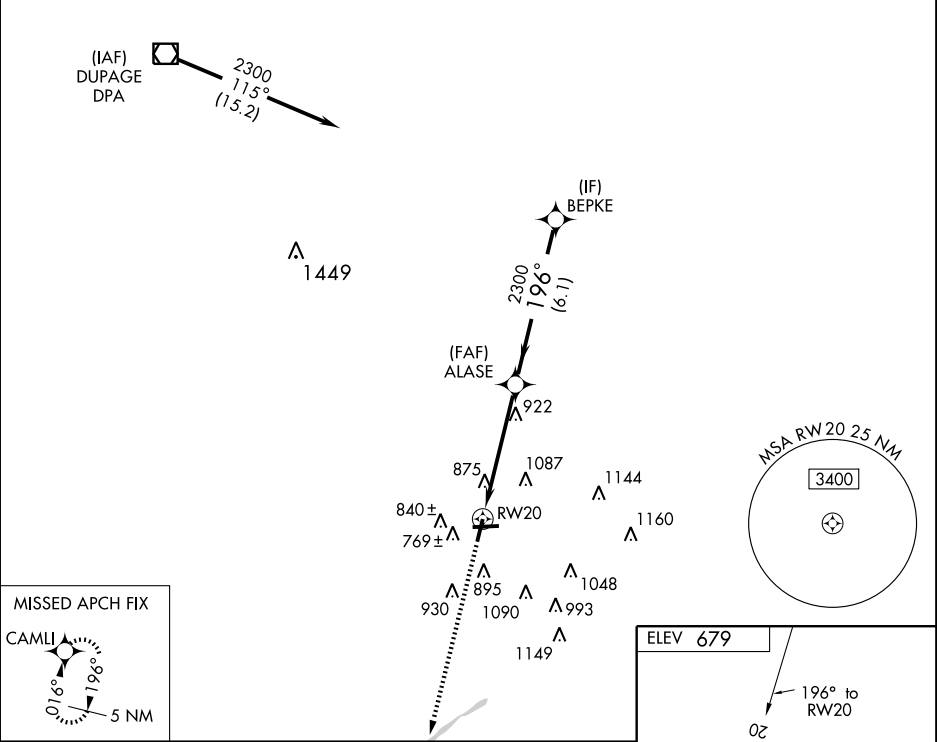 (IAF)
DUPAGE
DPA
2300
115°
(15.2)
(IF)
BEPKE
1449
2300
196°
(6.1)
(FAF)
ALASE
922
875
1087
1144
840 ±
RW20
1160
769 ±
895
1048
930
1090
993
1149
MSA RW20 25 NM
3400
MISSED APCH FIX
CAMLI
016°
196°
5 NM
ELEV 679
196° to
RW20
20